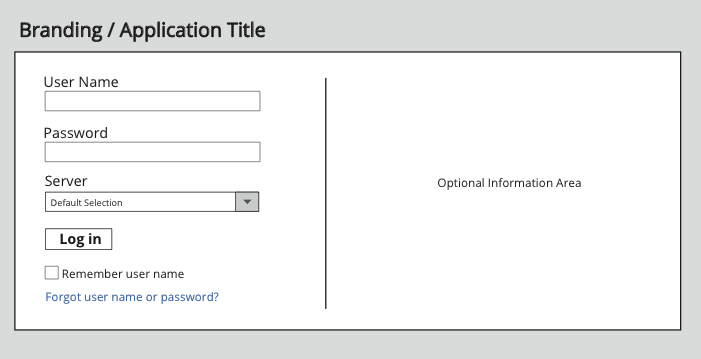 Branding / Application Title
User Name
Password
Server
Default Selection
Log in
Remember user name
Forgot user name or password?
Optional Information Area